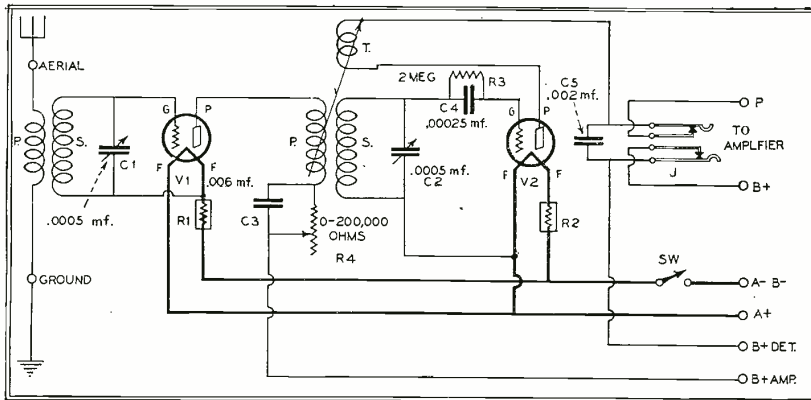 AERIAL
P.
S.
C1
.0005 mf.
GROUND
G
P
F
F
V1
.006 mf.
R1
C3
P.
S.
T.
0-200,000
OHMS
R4
2 MEG
R3
C4
.00025 mf.
.0005 mf.
C2
G
P
F
F
V2
R2
C5
.002 mf.
P
TO
AMPLFIER
J
B+
SW
A- B-
A+
B+ DET.
B+ AMP.